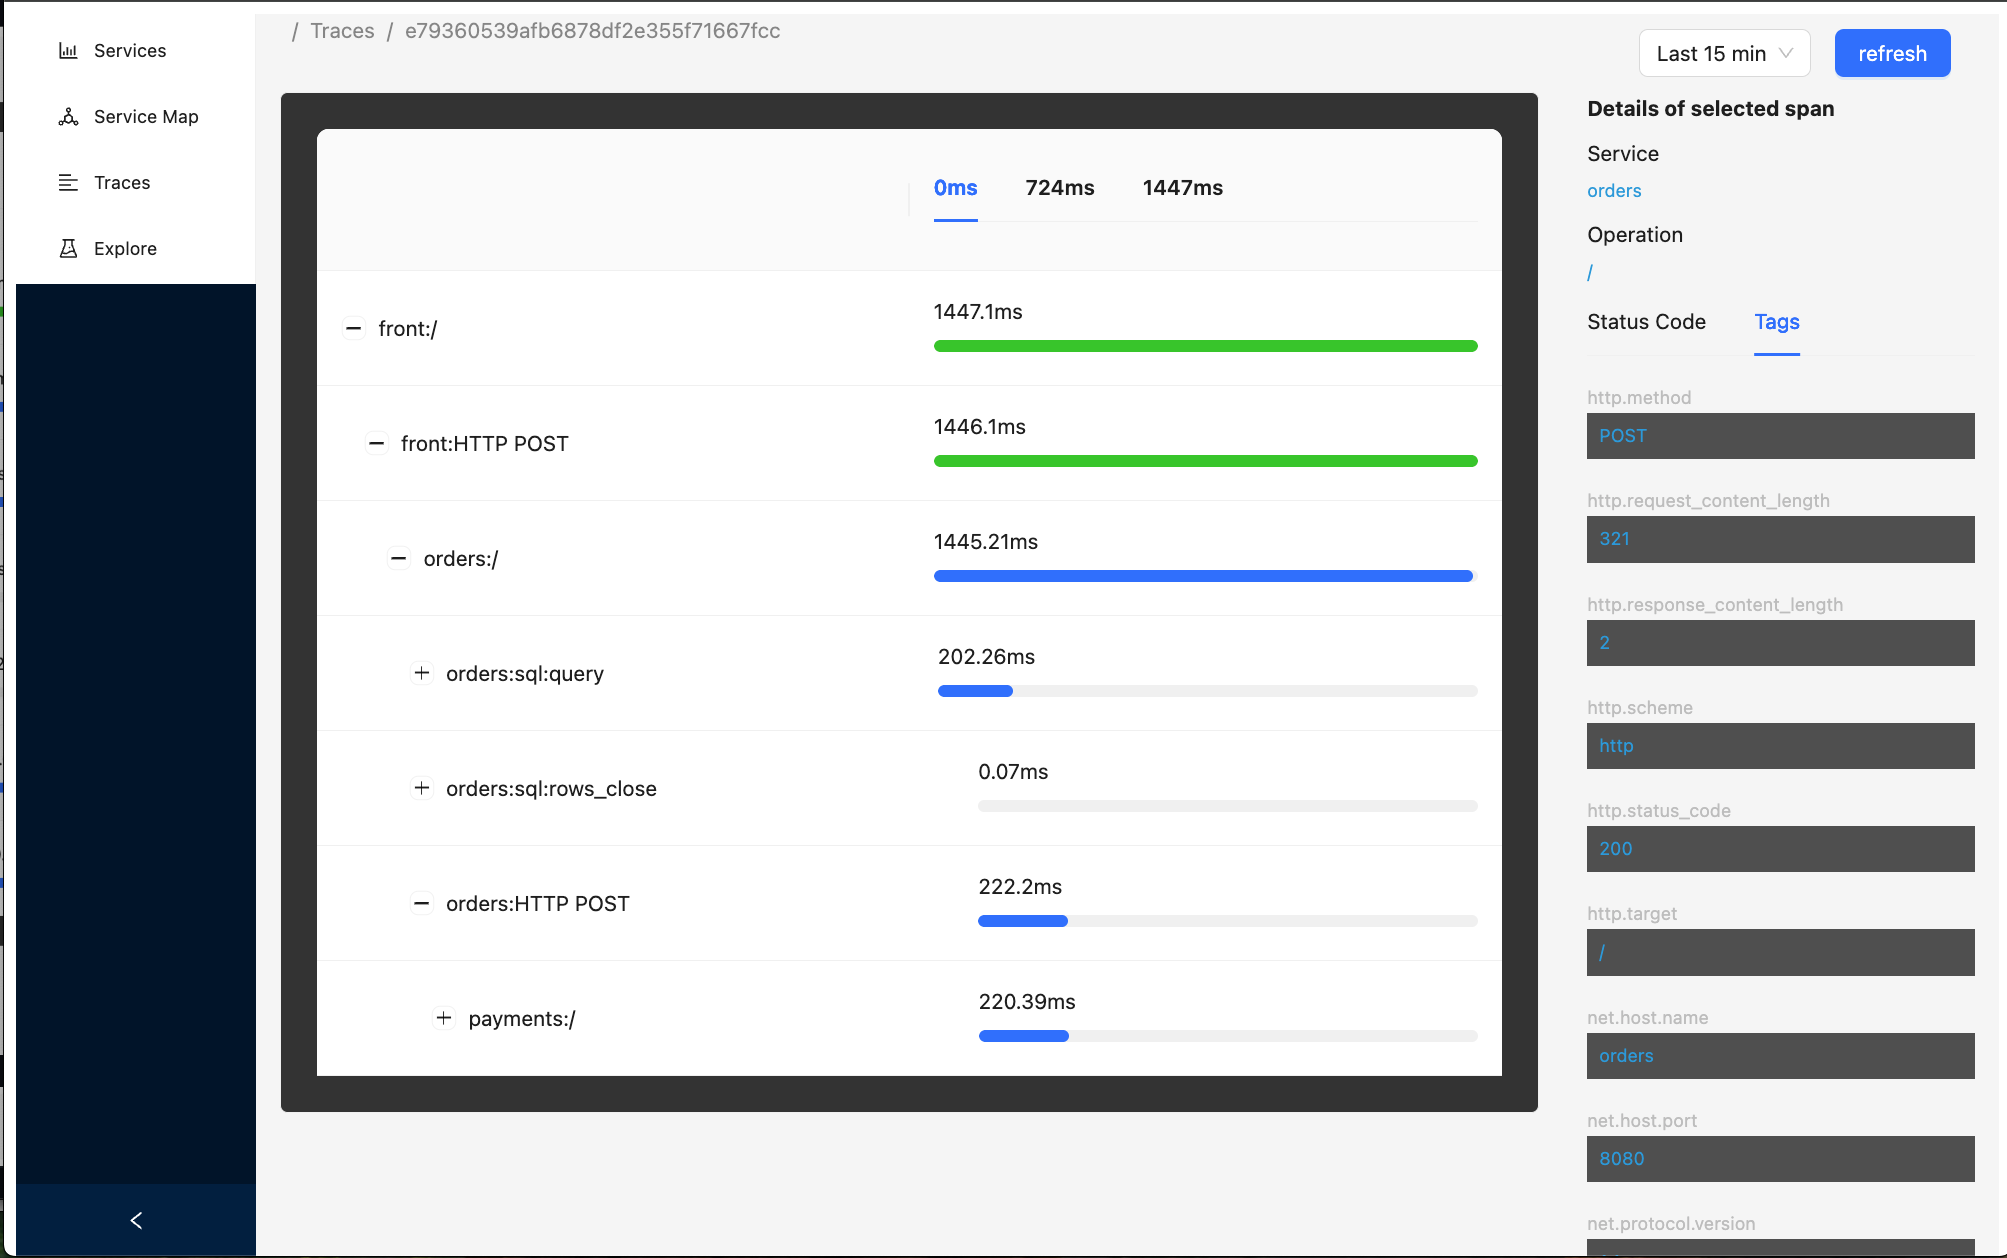 Services
Service Map
Traces
Explore
/ Traces / e79360539afb6878df2e355f71667fcc
Last 15 min
refresh
0ms 724ms 1447ms
front:/
1447.1ms
front:HTTP POST
1446.1ms
orders:/
1445.21ms
orders:sql:query
202.26ms
orders:sql:rows_close
0.07ms
orders:HTTP POST
222.2ms
payments:/
220.39ms
Details of selected span
Service
orders
Operation
/
Status Code Tags
http.method
POST
http.request_content_length
321
http.response_content_length
2
http.scheme
http
http.status_code
200
http.target
/
net.host.name
orders
net.host.port
8080
net.protocol.version